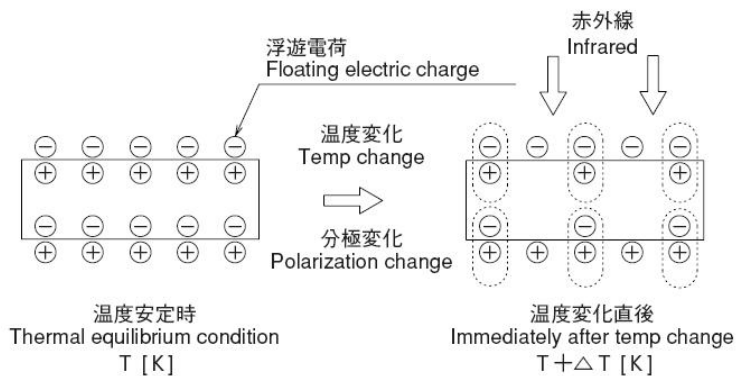 赤外線
Infrared
浮遊電荷
Floating electric charge
温度変化
Temp change
分極変化
Polarization change
温度安定時
Thermal equilibrium condition
T [K]
温度変化直後
Immediately after temp change
T+△T [K]